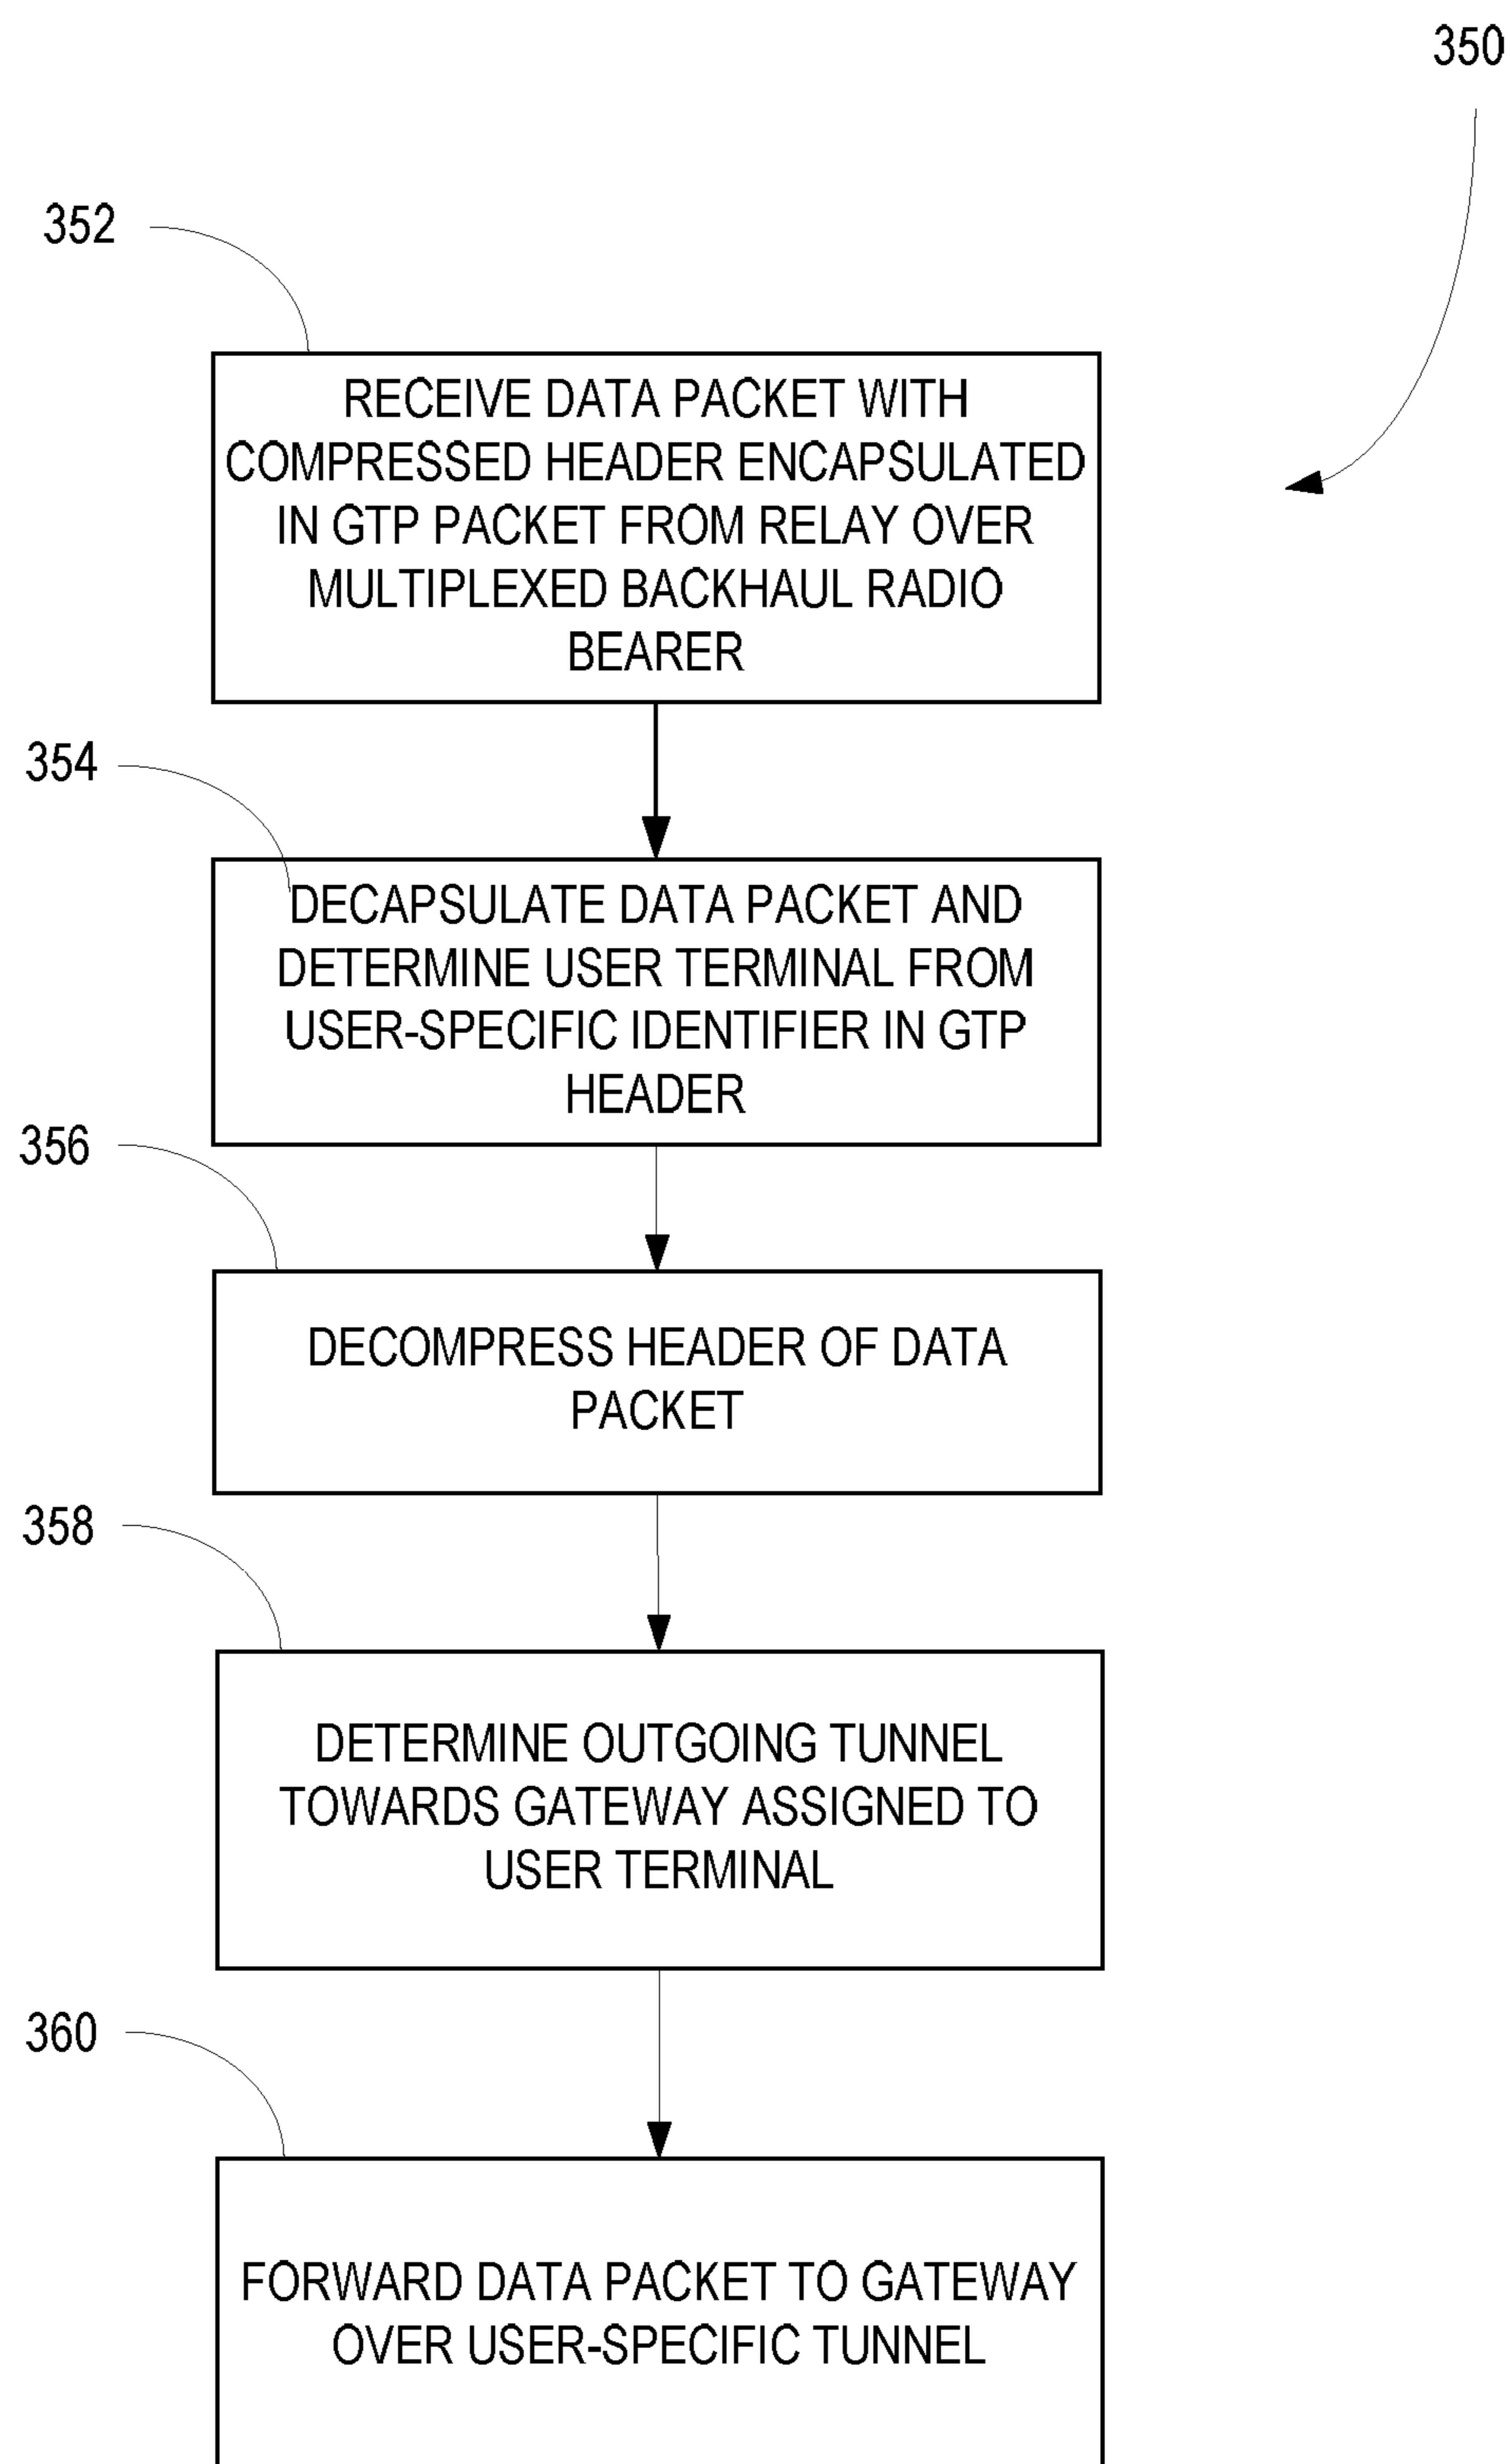 350
352
RECEIVE DATA PACKET WITH
COMPRESSED HEADER ENCAPSULATED
IN GTP PACKET FROM RELAY OVER
MULTIPLEXED BACKHAUL RADIO
BEARER
354
DECAPSULATE DATA PACKET AND
DETERMINE USER TERMINAL FROM
USER-SPECIFIC IDENTIFIER IN GTP
HEADER
356
DECOMPRESS HEADER OF DATA
PACKET
358
DETERMINE OUTGOING TUNNEL
TOWARDS GATEWAY ASSIGNED TO
USER TERMINAL
360
FORWARD DATA PACKET TO GATEWAY
OVER USER-SPECIFIC TUNNEL